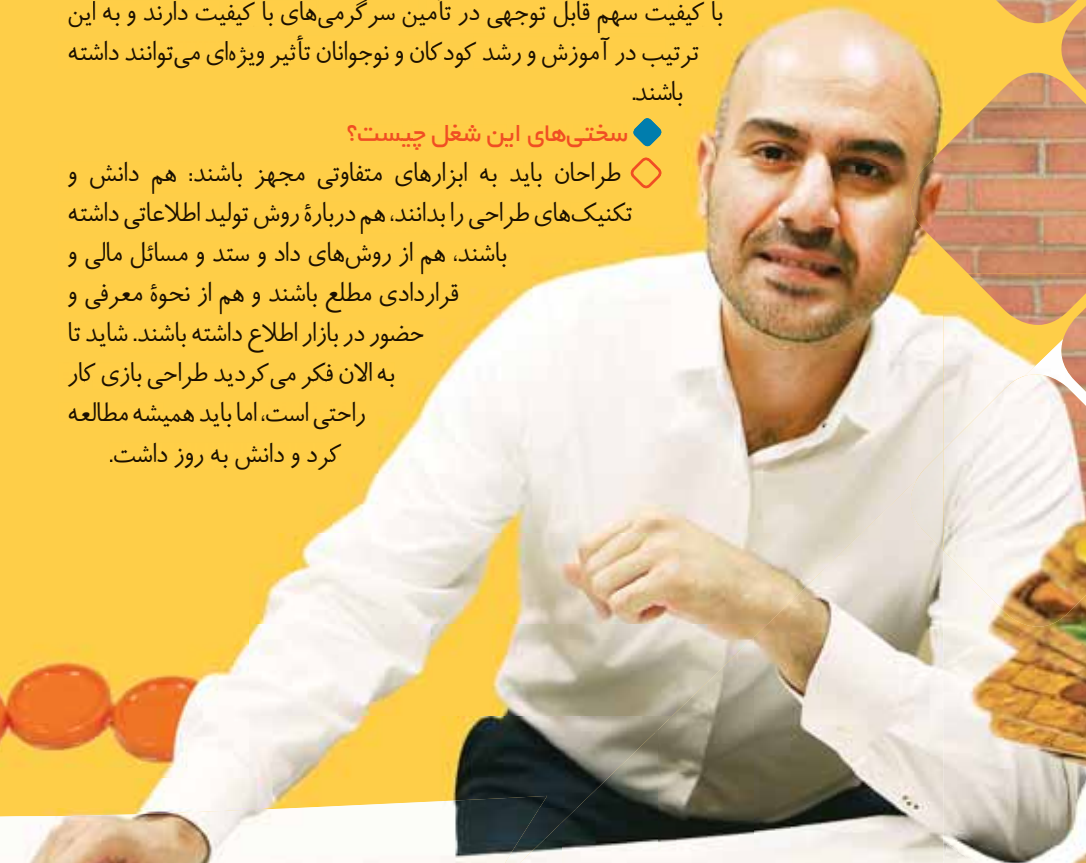 با کیفیت سهم قابل توجهی در تأمین سرگرمی‌های با کیفیت دارند و به این
ترتیب در آموزش و رشد کودکان و نوجوانان تأثیر ویژه‌ای می‌توانند داشته
باشند.
سختی‌های این شغل چیست؟
طراحان باید به ابزارهای متفاوتی مجهز باشند: هم دانش و
تکنیک‌های طراحی را بدانند، هم دربارهٔ روش تولید اطلاعاتی داشته
باشند، هم از روش‌های داد و ستد و مسائل مالی و
قراردادی مطلع باشند و هم از نحوهٔ معرفی و
حضور در بازار اطلاع داشته باشند. شاید تا
به الان فکر می‌کردید طراحی بازی کار
راحتی است، اما باید همیشه مطالعه
کرد و دانش به روز داشت.